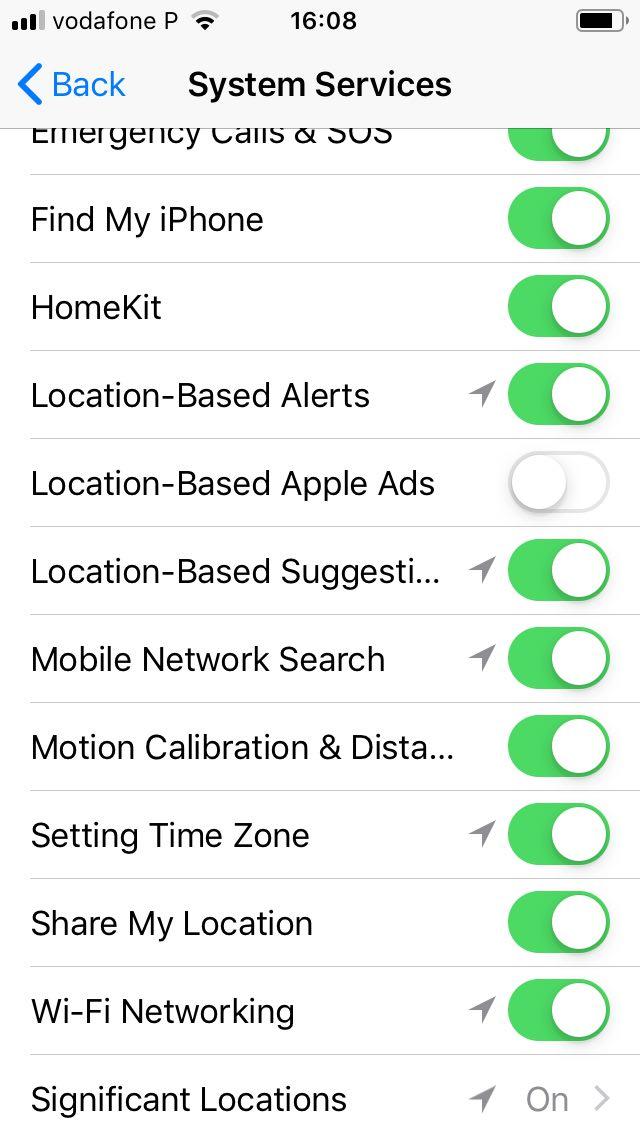 vodafone P 16:08
Back System Services
Emergency Calls & SOS
Find My iPhone
HomeKit
Location-Based Alerts
Location-Based Apple Ads
Location-Based Suggesti...
Mobile Network Search
Motion Calibration & Dista...
Setting Time Zone
Share My Location
Wi-Fi Networking
Significant Locations On